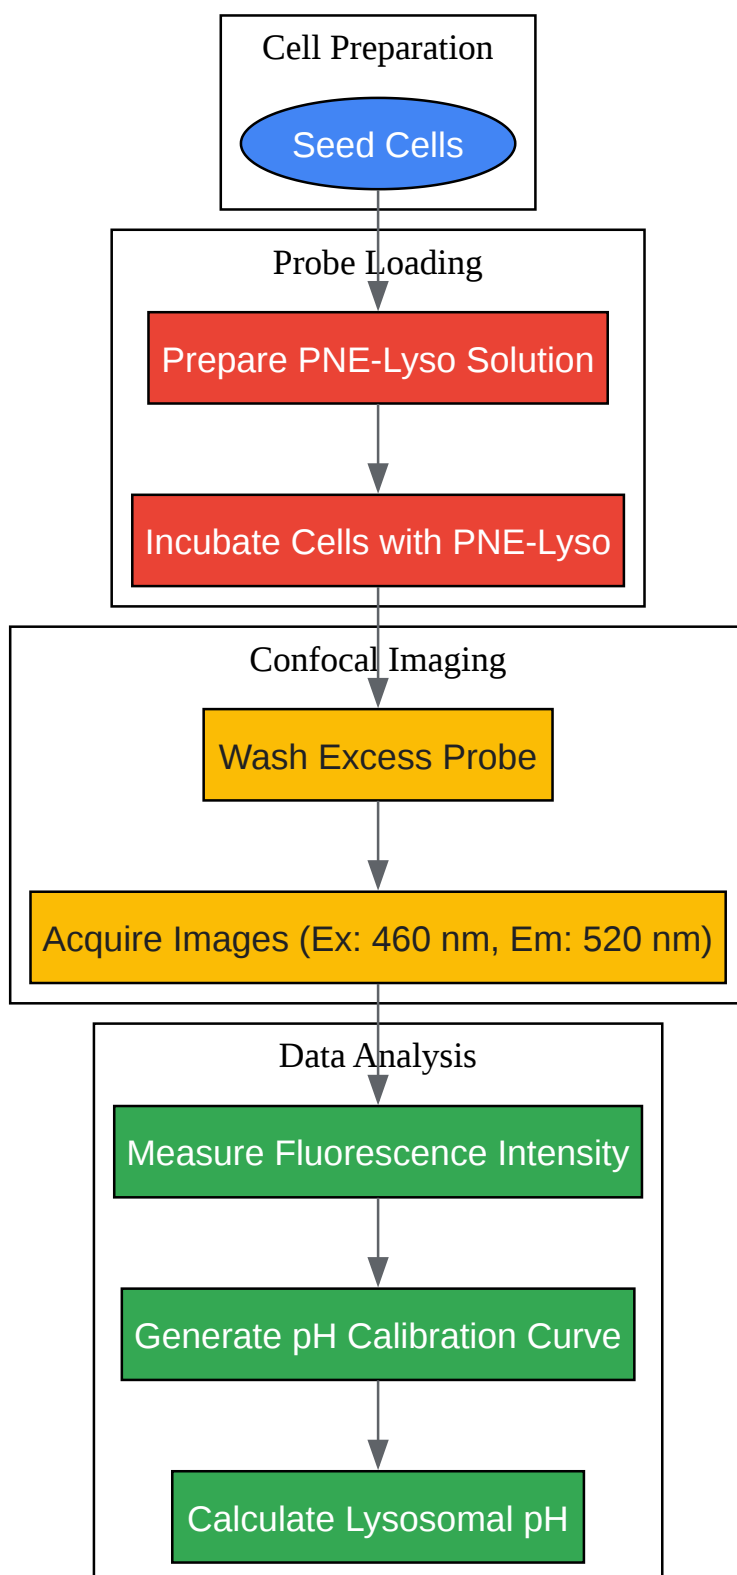 Cell Preparation
Seed Cells
Probe Loading
Prepare PNE-Lyso Solution
Incubate Cells with PNE-Lyso
Confocal Imaging
Wash Excess Probe
Acquire Images (Ex: 460 nm, Em: 520 nm)
Data Analysis
Measure Fluorescence Intensity
Generate pH Calibration Curve
Calculate Lysosomal pH